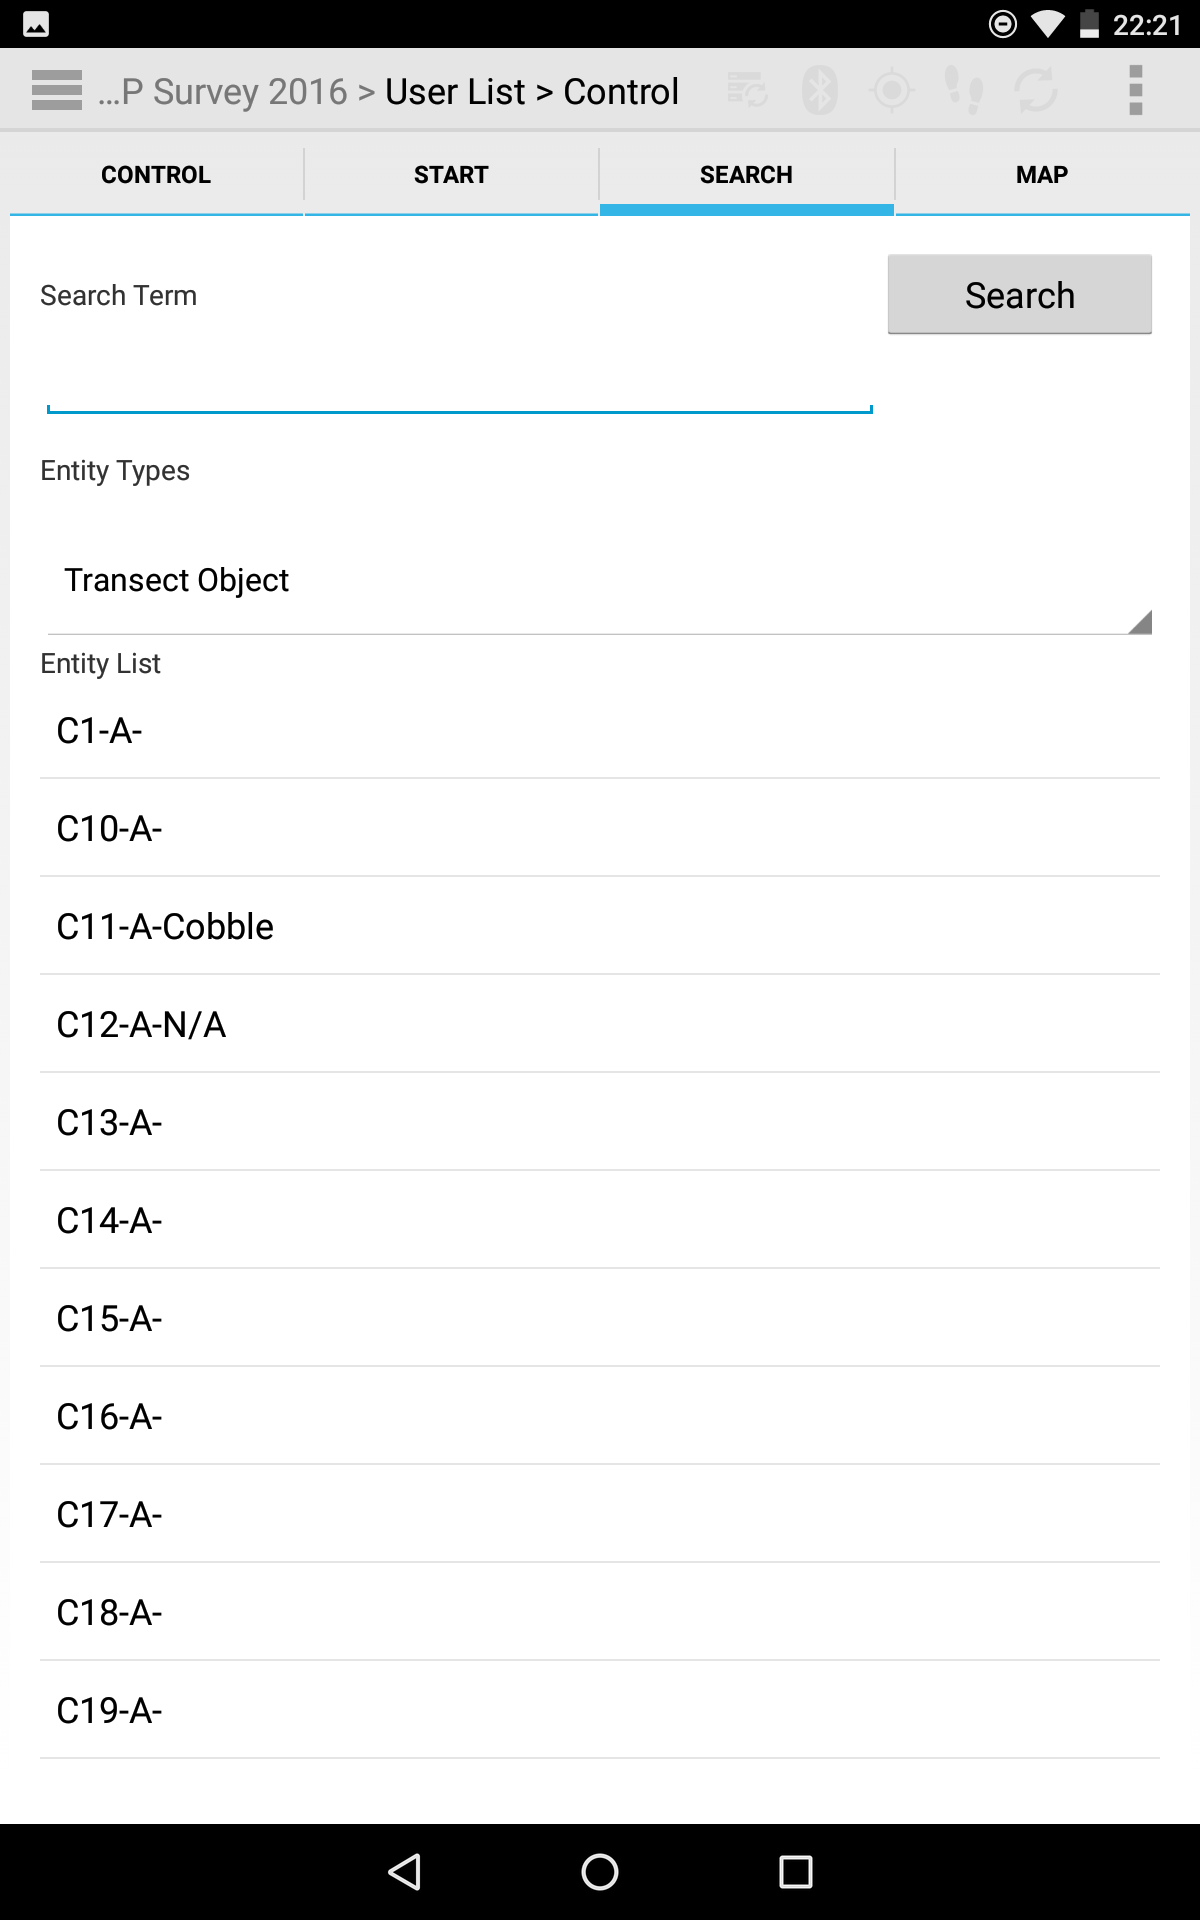 22:21
...P Survey 2016 > User List > Control
CONTROL START SEARCH MAP
Search Term Search
Entity Types
Transect Object
Entity List
C1-A-
C10-A-
C11-A-Cobble
C12-A-N/A
C13-A-
C14-A-
C15-A-
C16-A-
C17-A-
C18-A-
C19-A-